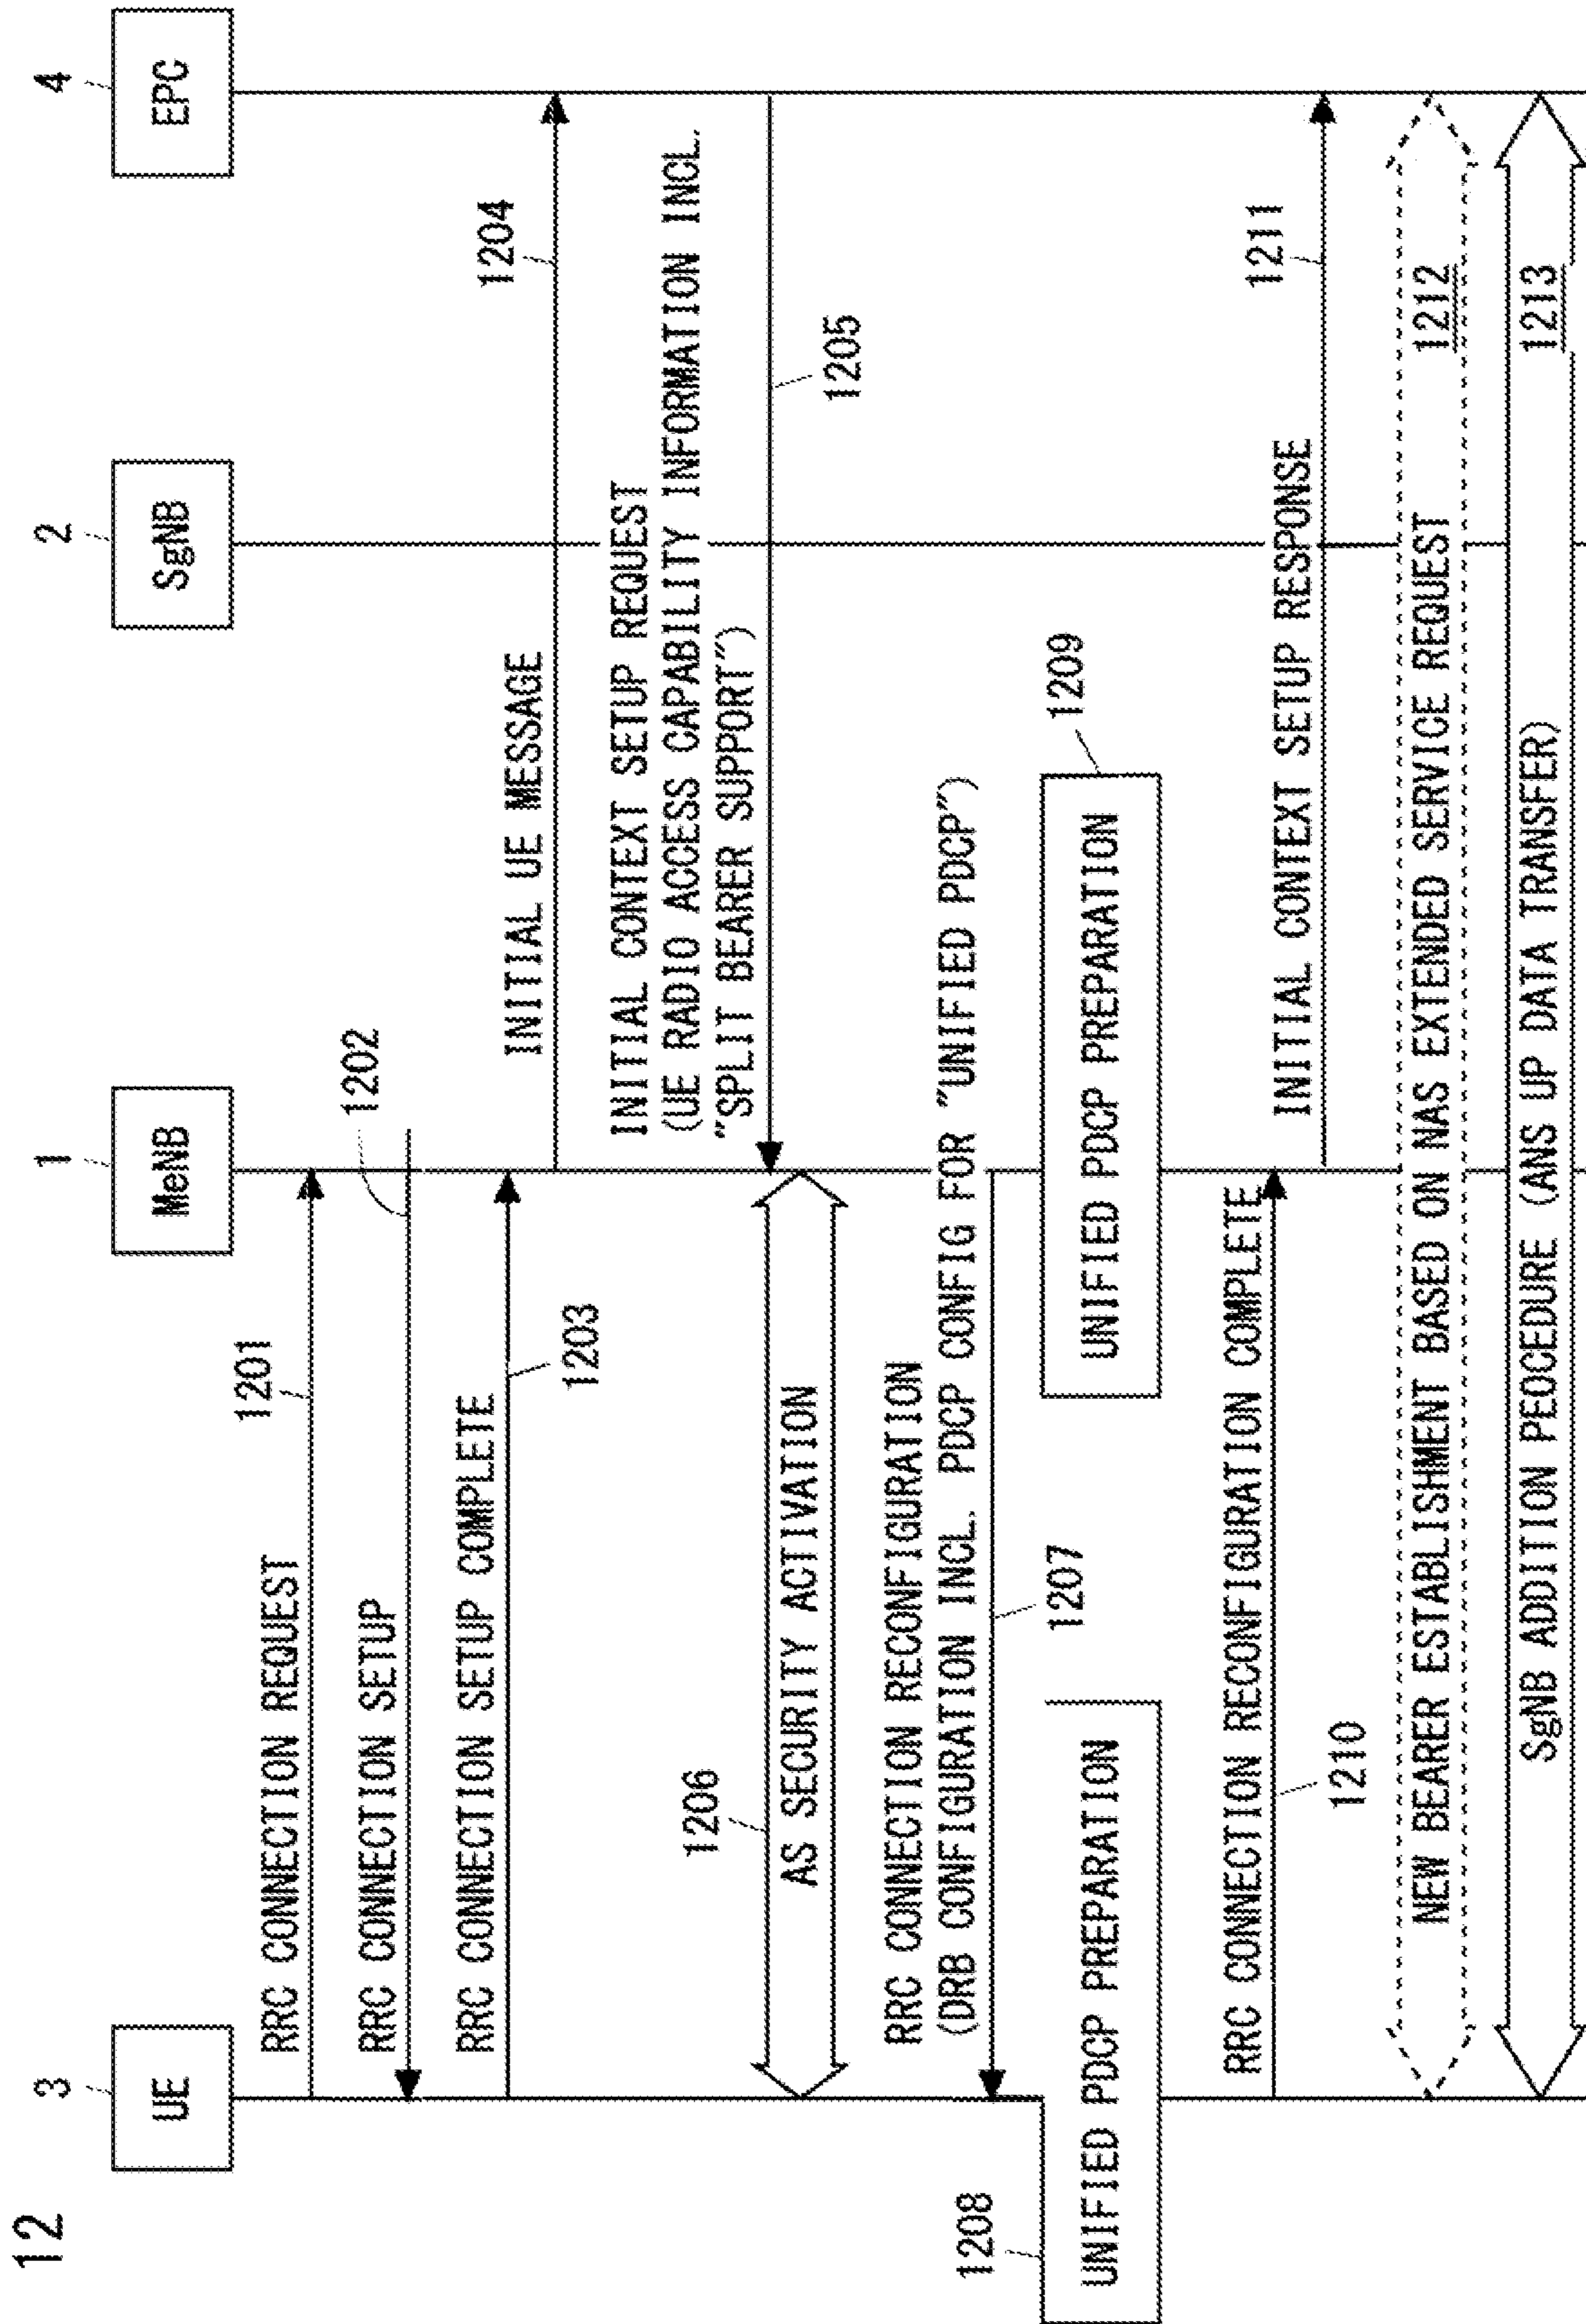 12
3
1
2
4
UE
MeNB
SgNB
EPC
RRC CONNECTION REQUEST
1201
RRC CONNECTION SETUP
1202
RRC CONNECTION SETUP COMPLETE
1203
INITIAL UE MESSAGE
1204
INITIAL CONTEXT SETUP REQUEST
(UE RADIO ACCESS CAPABILITY INFORMATION INCL.
"SPLIT BEARER SUPPORT")
1205
1206
AS SECURITY ACTIVATION
RRC CONNECTION RECONFIGURATION
(DRB CONFIGURATION INCL. PDCP CONFIG FOR "UNIFIED PDCP")
1207
1208
UNIFIED PDCP PREPARATION
UNIFIED PDCP PREPARATION
1209
RRC CONNECTION RECONFIGURATION COMPLETE
1210
INITIAL CONTEXT SETUP RESPONSE
1211
NEW BEARER ESTABLISHMENT BASED ON NAS EXTENDED SERVICE REQUEST
1212
SgNB ADDITION PEOCEDURE (ANS UP DATA TRANSFER)
1213